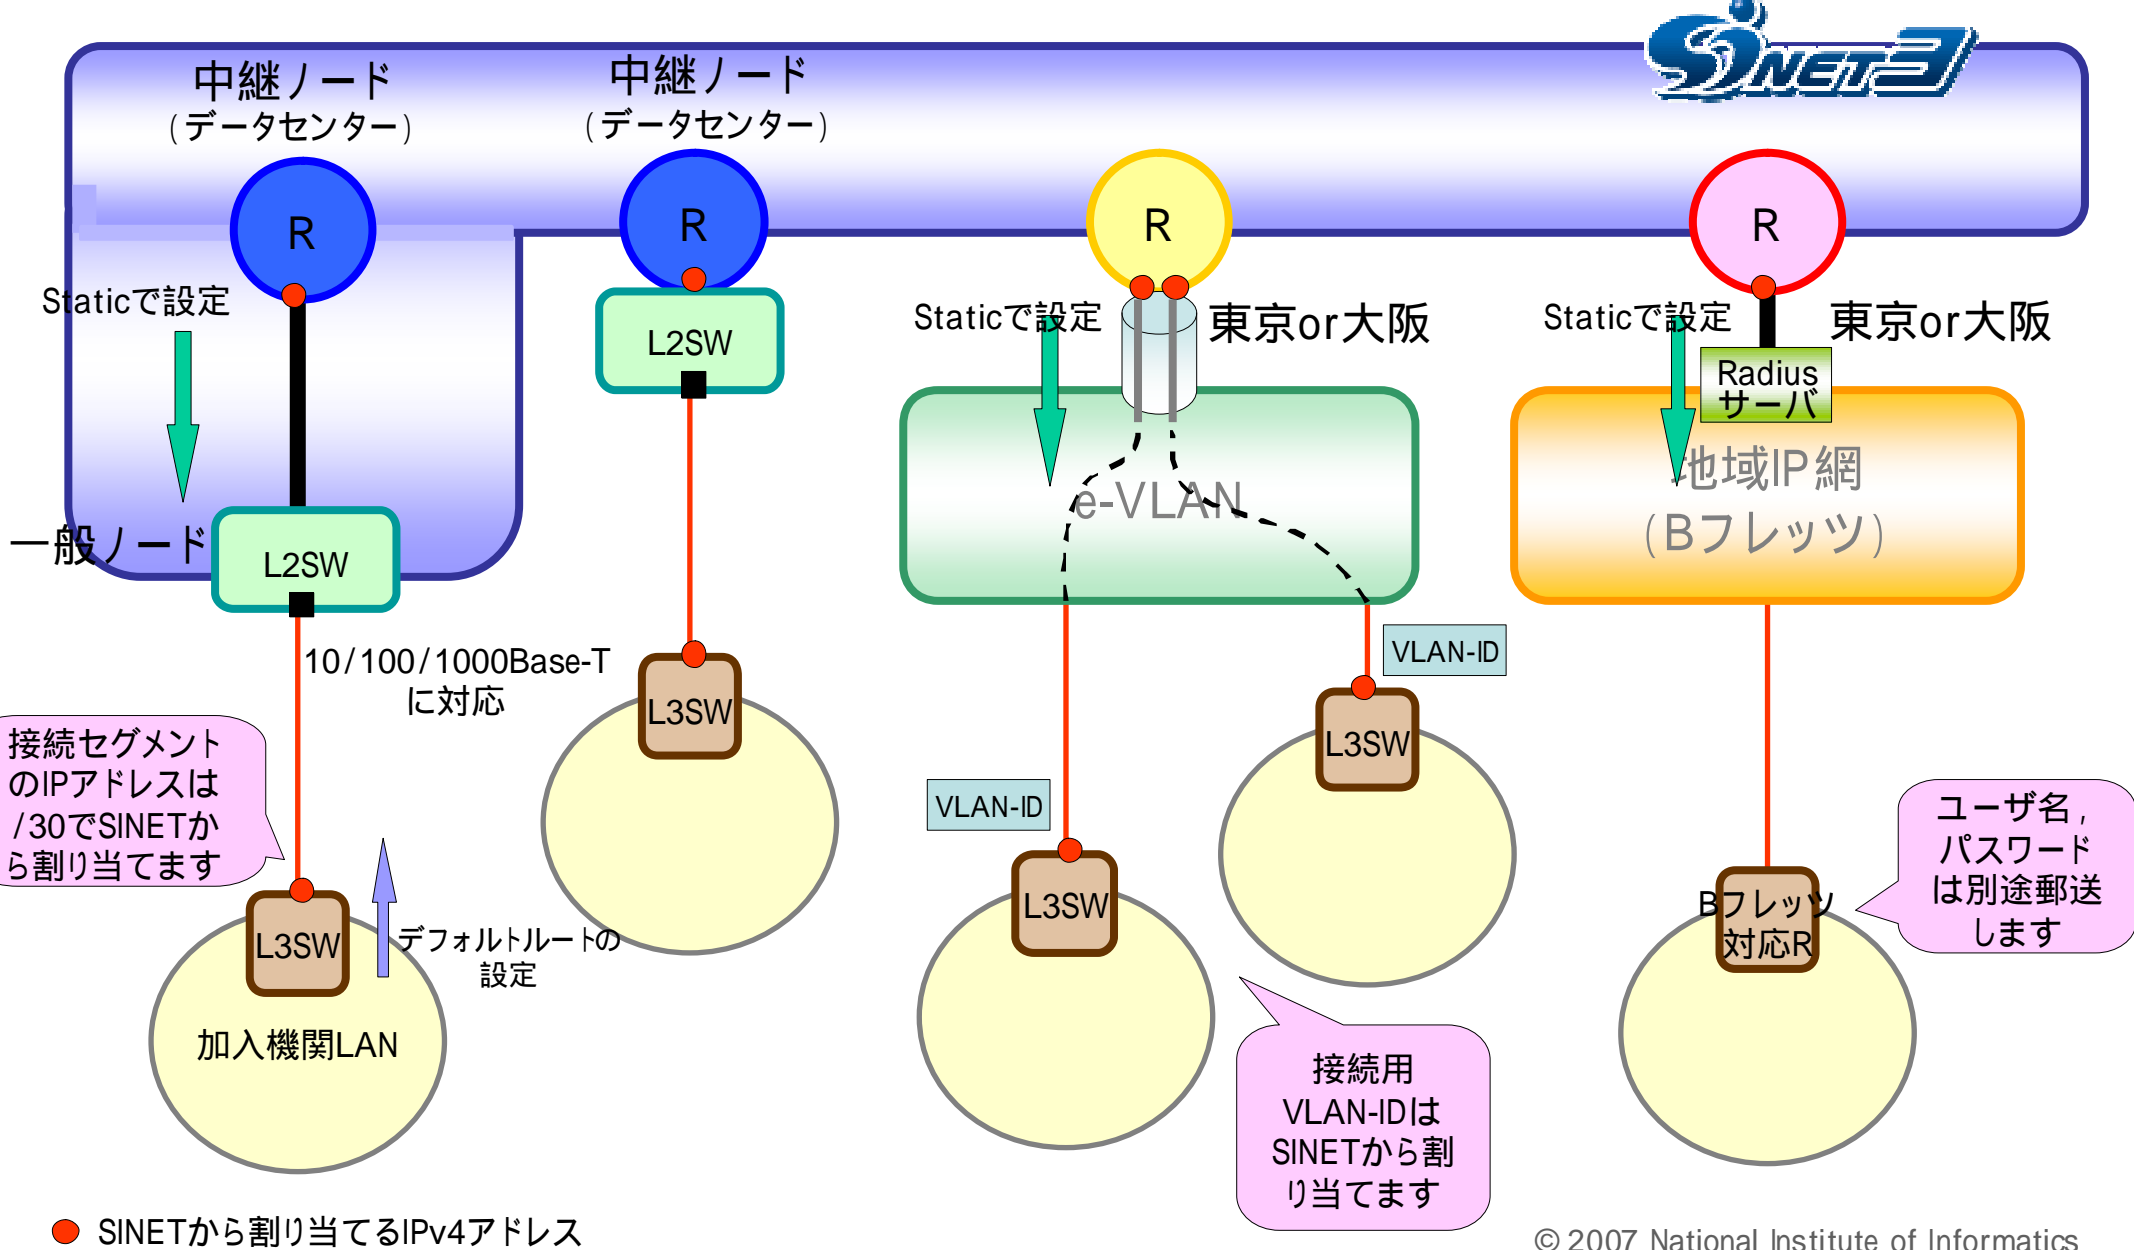 SINET3
中継ノード
(データセンター)
中継ノード
(データセンター)
R
R
R
R
Staticで設定
L2SW
Staticで設定
東京or大阪
Staticで設定
東京or大阪
Radius
サーバ
地域IP網
(Bフレッツ)
e-VLAN
一般ノード
L2SW
10/100/1000Base-T
に対応
VLAN-ID
L3SW
L3SW
接続セグメント
のIPアドレスは
/30でSINETか
ら割り当てます
VLAN-ID
ユーザ名,
パスワード
は別途郵送
します
L3SW
デフォルトルートの
設定
L3SW
Bフレッツ
対応R
加入機関LAN
接続用
VLAN-IDは
SINETから割
り当てます
SINETから割り当てるIPv4アドレス
© 2007 National Institute of Informatics